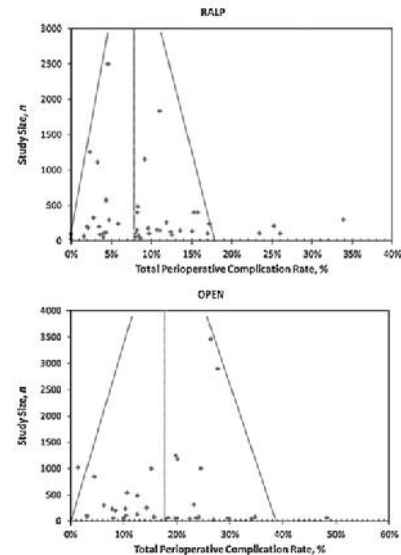 RALP
Study Size, n
3000
2500
2000
1500
1000
500
0
0% 5% 10% 15% 20% 25% 30% 35% 40%
Total Perioperative Complication Rate, %
OPEN
Study Size, n
4000
3500
3000
2500
2000
1500
1000
500
0
0% 10% 20% 30% 40% 50% 60%
Total Perioperative Complication Rate, %